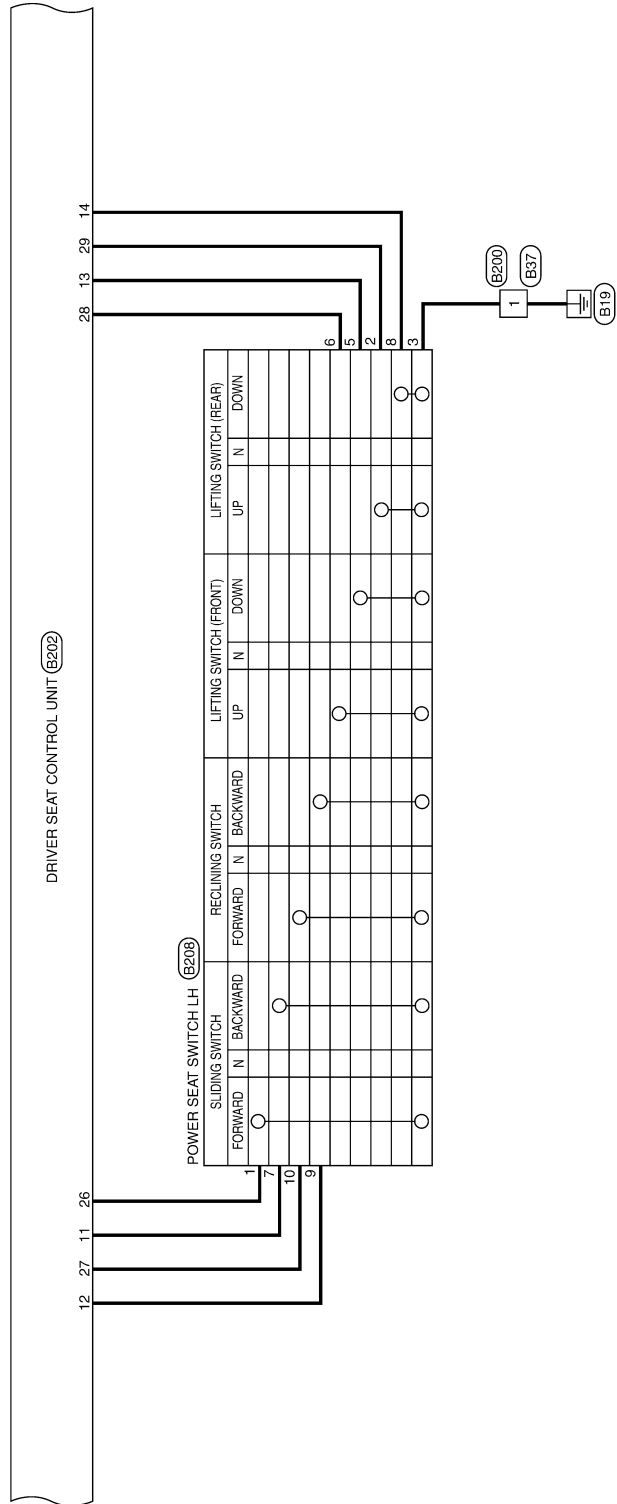 DRIVER SEAT CONTROL UNIT B202
12 27 11 26 28 13 29 14
POWER SEAT SWITCH LH B208
SLIDING SWITCH RECLINING SWITCH LIFTING SWITCH (FRONT) LIFTING SWITCH (REAR)
FORWARD N BACKWARD FORWARD N BACKWARD UP N DOWN UP N DOWN
1
7
10
9
6
5
2
8
3
B200
1
B37
B19